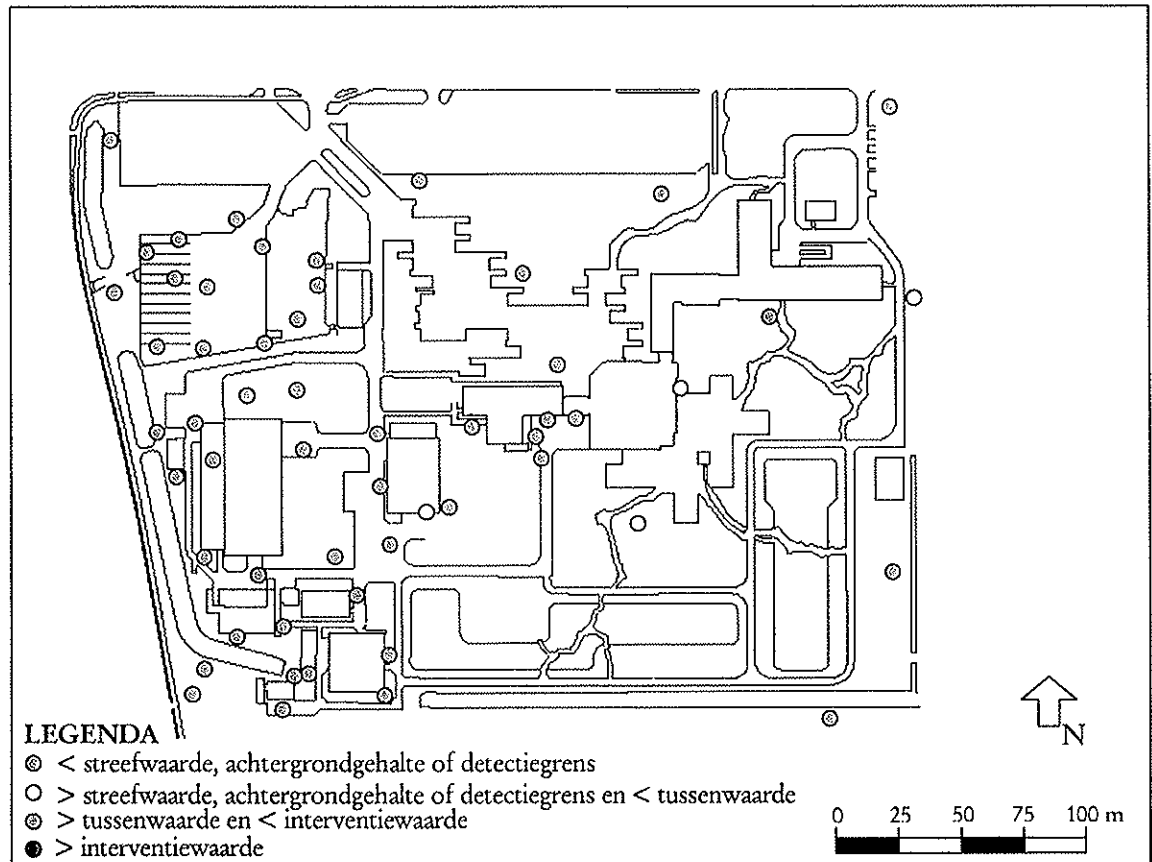 N
LEGENDA
< streefwaarde, achtergrondgehalte of detectiegrens
> streefwaarde, achtergrondgehalte of detectiegrens en < tussenwaarde
> tussenwaarde en < interventiewaarde
> interventiewaarde
0 25 50 75 100 m